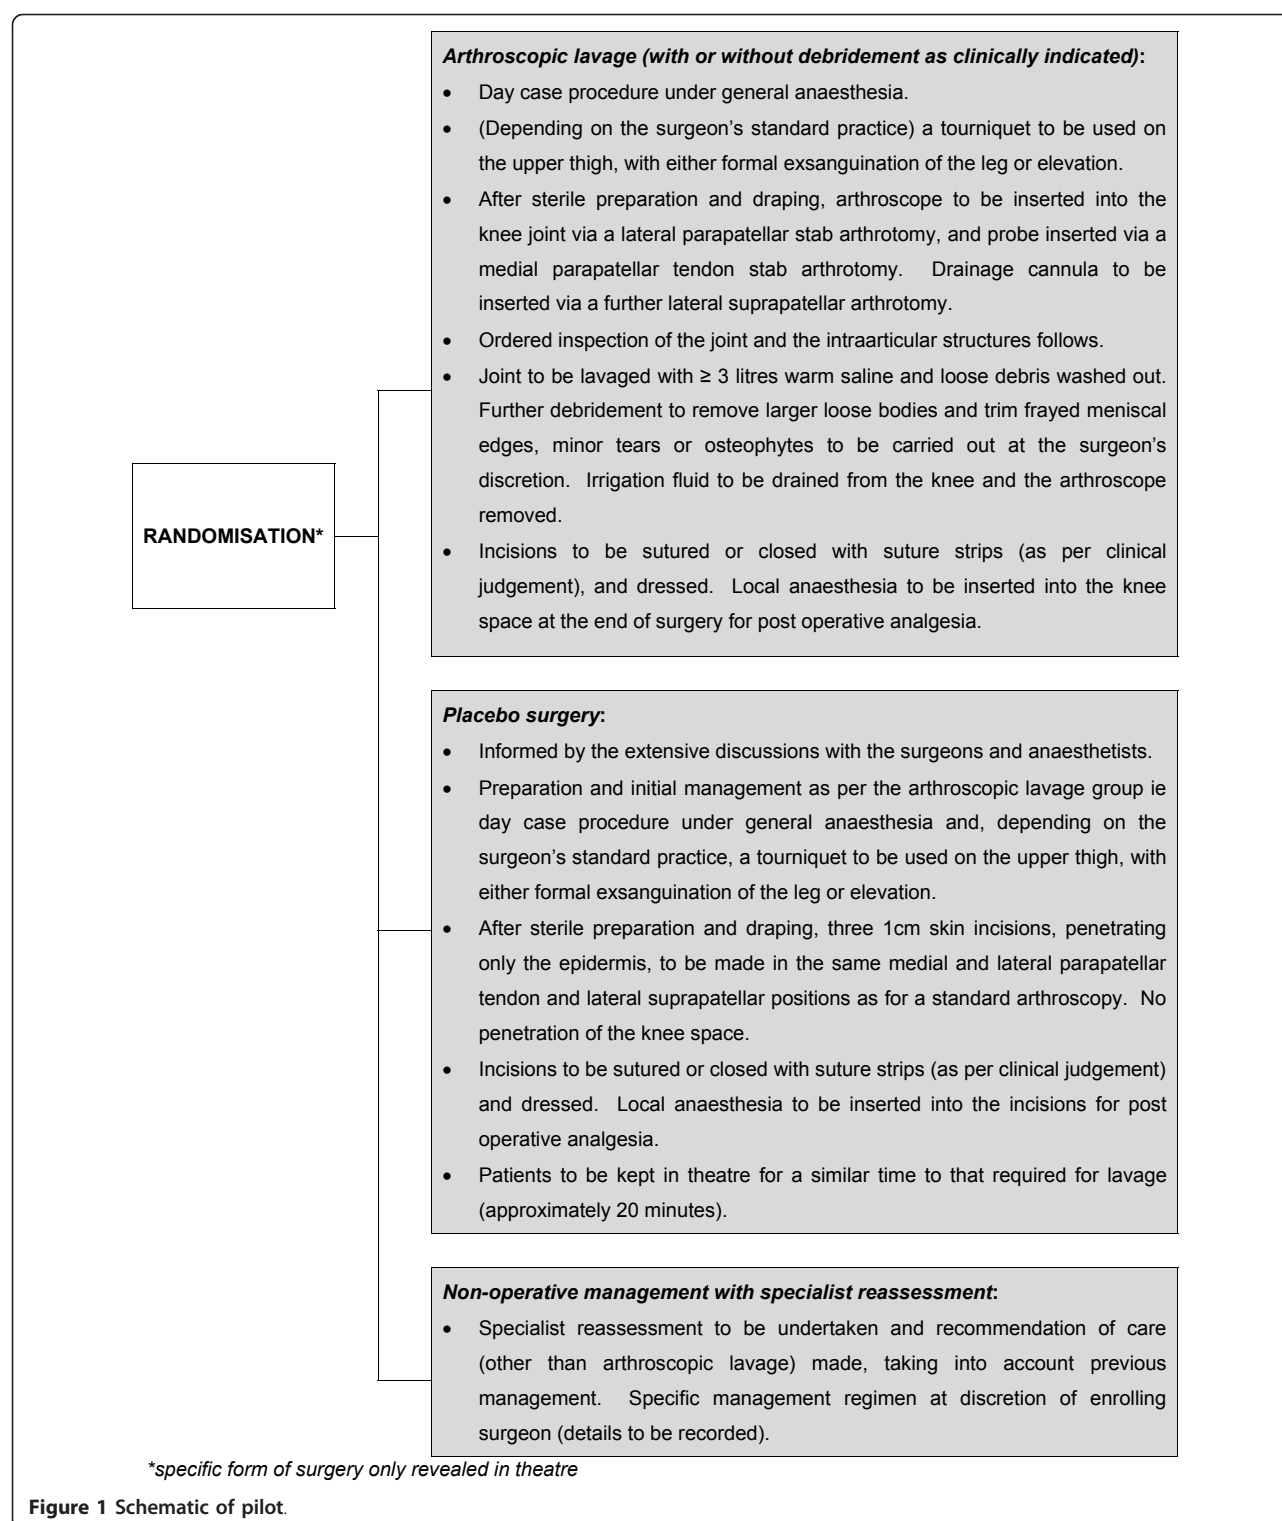 Arthroscopic lavage (with or without debridement as clinically indicated):
• Day case procedure under general anaesthesia.
• (Depending on the surgeon’s standard practice) a tourniquet to be used on
the upper thigh, with either formal exsanguination of the leg or elevation.
• After sterile preparation and draping, arthroscope to be inserted into the
knee joint via a lateral parapatellar stab arthrotomy, and probe inserted via a
medial parapatellar tendon stab arthrotomy. Drainage cannula to be
inserted via a further lateral suprapatellar arthrotomy.
• Ordered inspection of the joint and the intraarticular structures follows.
• Joint to be lavaged with ≥ 3 litres warm saline and loose debris washed out.
Further debridement to remove larger loose bodies and trim frayed meniscal
edges, minor tears or osteophytes to be carried out at the surgeon’s
discretion. Irrigation fluid to be drained from the knee and the arthroscope
removed.
• Incisions to be sutured or closed with suture strips (as per clinical
judgement), and dressed. Local anaesthesia to be inserted into the knee
space at the end of surgery for post operative analgesia.
RANDOMISATION*
Placebo surgery:
• Informed by the extensive discussions with the surgeons and anaesthetists.
• Preparation and initial management as per the arthroscopic lavage group ie
day case procedure under general anaesthesia and, depending on the
surgeon’s standard practice, a tourniquet to be used on the upper thigh, with
either formal exsanguination of the leg or elevation.
• After sterile preparation and draping, three 1cm skin incisions, penetrating
only the epidermis, to be made in the same medial and lateral parapatellar
tendon and lateral suprapatellar positions as for a standard arthroscopy. No
penetration of the knee space.
• Incisions to be sutured or closed with suture strips (as per clinical judgement)
and dressed. Local anaesthesia to be inserted into the incisions for post
operative analgesia.
• Patients to be kept in theatre for a similar time to that required for lavage
(approximately 20 minutes).
Non-operative management with specialist reassessment:
• Specialist reassessment to be undertaken and recommendation of care
(other than arthroscopic lavage) made, taking into account previous
management. Specific management regimen at discretion of enrolling
surgeon (details to be recorded).
*specific form of surgery only revealed in theatre
Figure 1 Schematic of pilot.